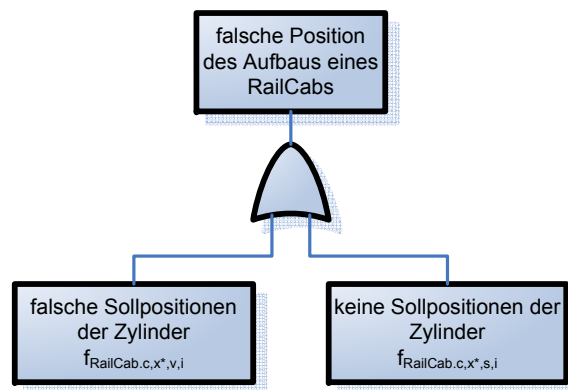 falsche Position
des Aufbaus eines
RailCabs
falsche Sollpositionen
der Zylinder
fRailCab.c,x*,v,i
keine Sollpositionen der
Zylinder
fRailCab.c,x*,s,i